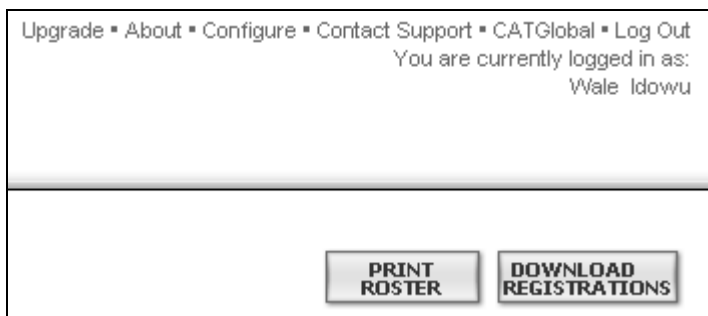 Upgrade ▪ About ▪ Configure ▪ Contact Support ▪ CATGlobal ▪ Log Out
You are currently logged in as:
Wale Idowu
PRINT
ROSTER
DOWNLOAD
REGISTRATIONS